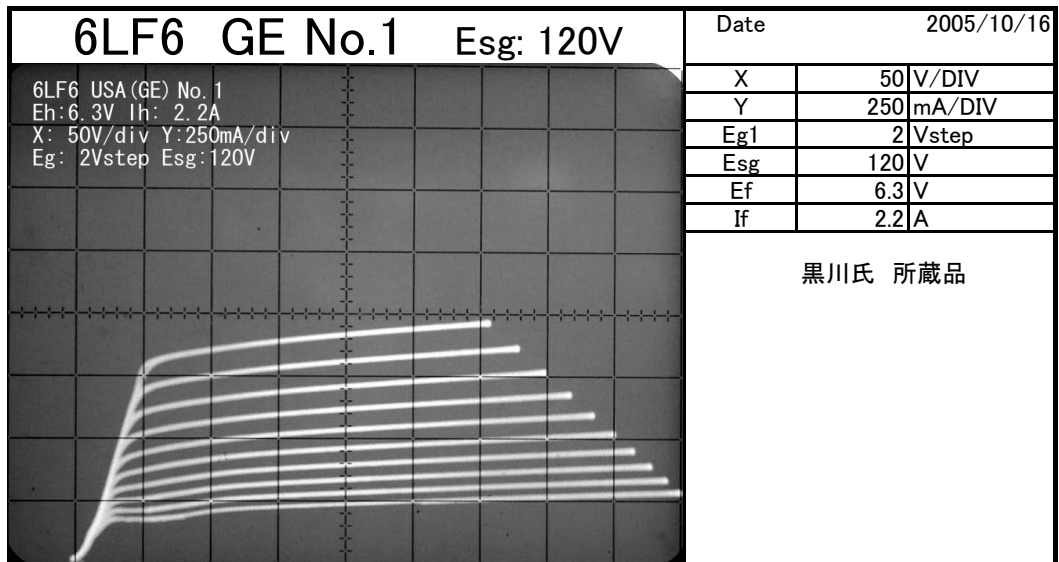 6LF6 GE No.1 Esg: 120V
Date 2005/10/16
6LF6 USA(GE) No.1
Eh:6.3V Ih: 2.2A
X: 50V/div Y:250mA/div
Eg: 2Vstep Esg:120V
X 50 V/DIV
Y 250 mA/DIV
Eg1 2 Vstep
Esg 120 V
Ef 6.3 V
If 2.2 A
黒川氏 所蔵品